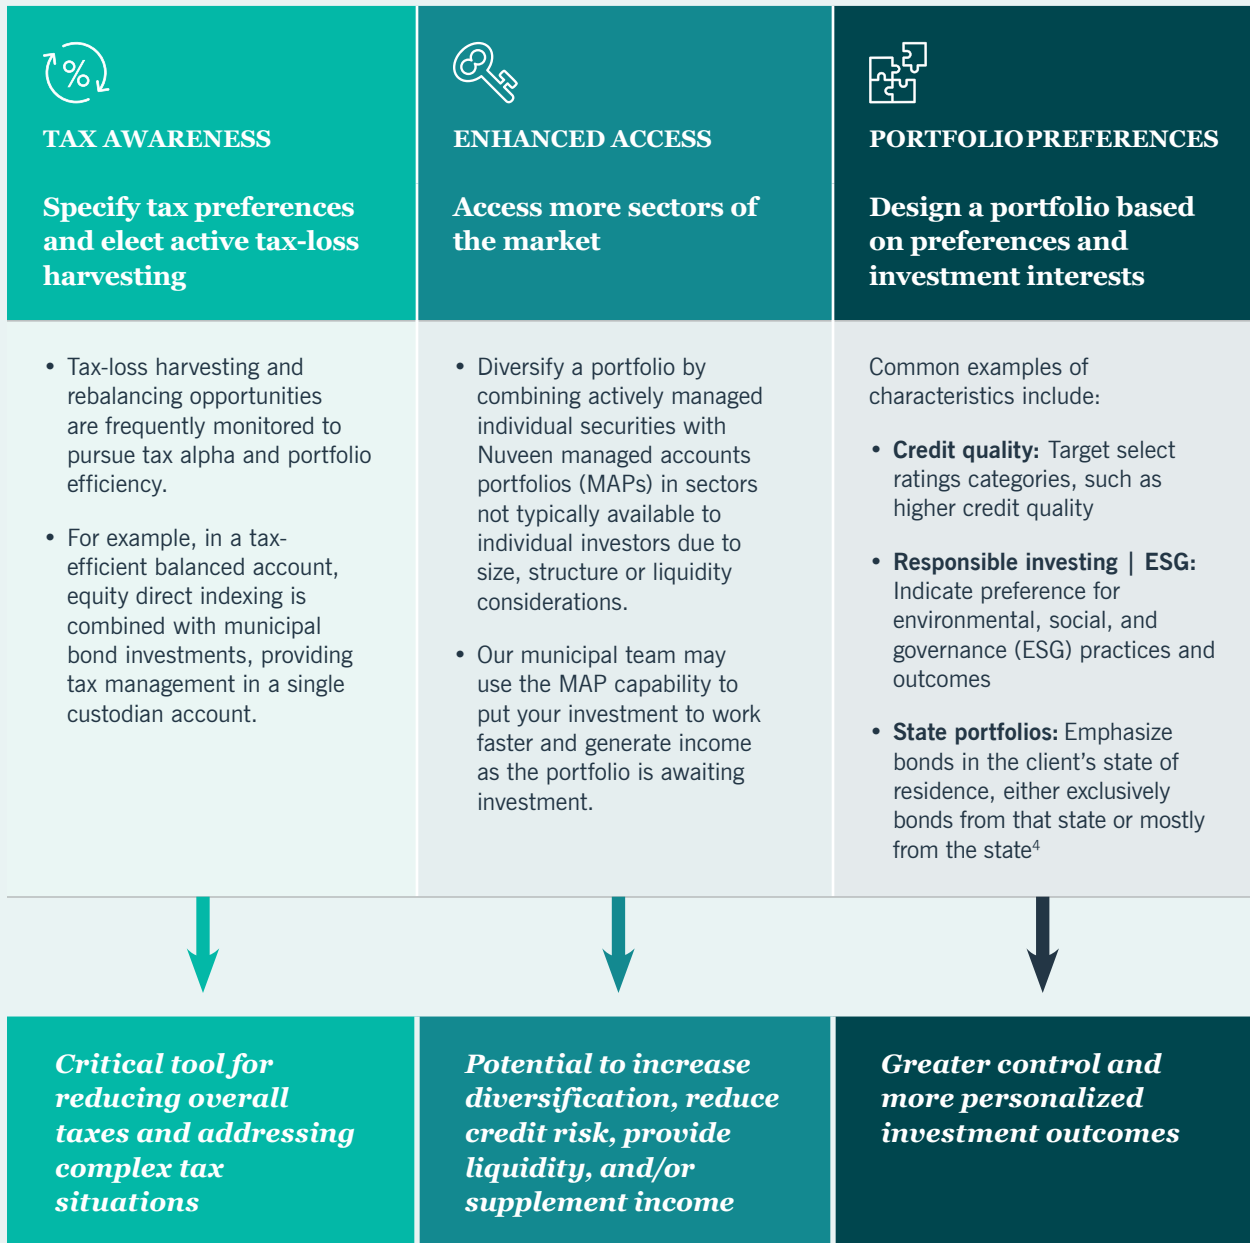 %
TAX AWARENESS
Specify tax preferences
and elect active tax-loss
harvesting
• Tax-loss harvesting and
rebalancing opportunities
are frequently monitored to
pursue tax alpha and portfolio
efficiency.
• For example, in a tax-
efficient balanced account,
equity direct indexing is
combined with municipal
bond investments, providing
tax management in a single
custodian account.
Critical tool for
reducing overall
taxes and addressing
complex tax
situations
ENHANCED ACCESS
Access more sectors of
the market
• Diversify a portfolio by
combining actively managed
individual securities with
Nuveen managed accounts
portfolios (MAPs) in sectors
not typically available to
individual investors due to
size, structure or liquidity
considerations.
• Our municipal team may
use the MAP capability to
put your investment to work
faster and generate income
as the portfolio is awaiting
investment.
Potential to increase
diversification, reduce
credit risk, provide
liquidity, and/or
supplement income
PORTFOLIO PREFERENCES
Design a portfolio based
on preferences and
investment interests
Common examples of
characteristics include:
• Credit quality: Target select
ratings categories, such as
higher credit quality
• Responsible investing | ESG:
Indicate preference for
environmental, social, and
governance (ESG) practices and
outcomes
• State portfolios: Emphasize
bonds in the client’s state of
residence, either exclusively
bonds from that state or mostly
from the state⁴
Greater control and
more personalized
investment outcomes